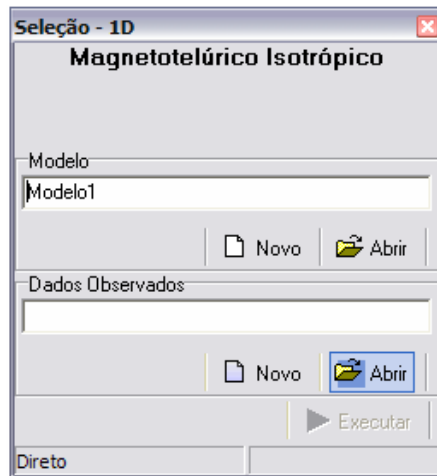 Seleção - 1D
Magnetotelúrico Isotrópico
Modelo
Modelo1
Novo Abrir
Dados Observados
Novo Abrir
Executar
Direto